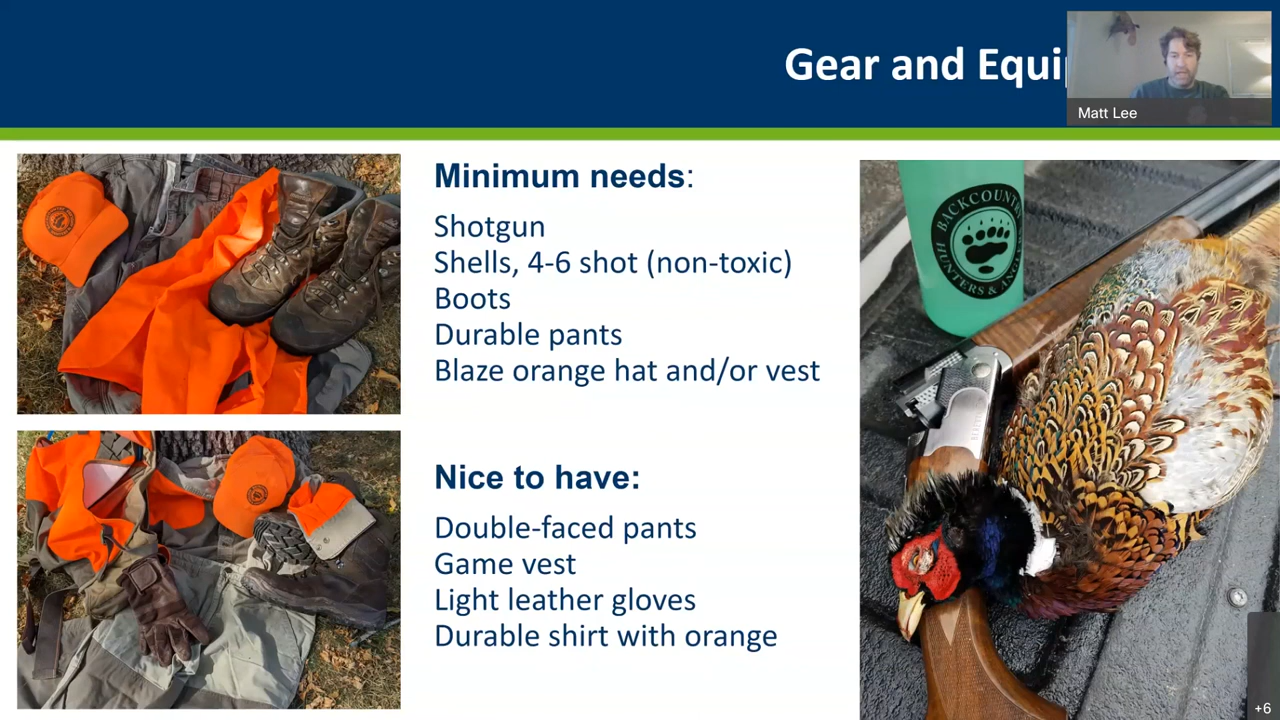 Gear and Equi
Matt Lee
Minimum needs:
Shotgun
Shells, 4-6 shot (non-toxic)
Boots
Durable pants
Blaze orange hat and/or vest
Nice to have:
Double-faced pants
Game vest
Light leather gloves
Durable shirt with orange
BACKCOUNTRY
HUNTERS & ANGLE
+6